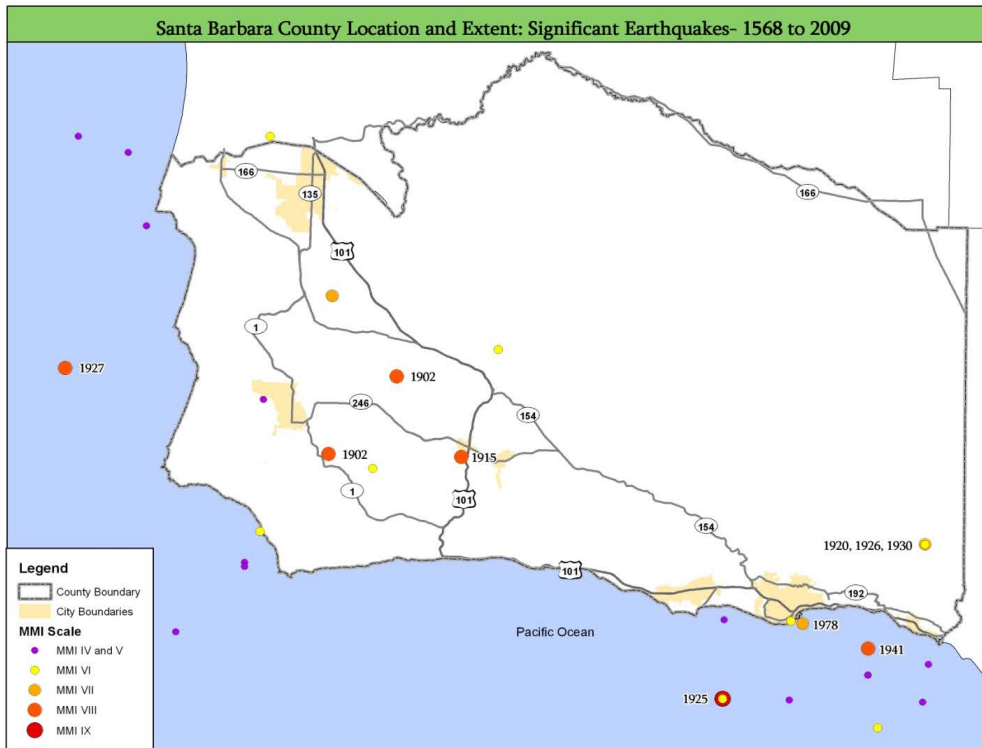 Santa Barbara County Location and Extent: Significant Earthquakes- 1568 to 2009
166
135
166
101
1
1927
1902
246
154
1902
1915
1
101
154
1920, 1926, 1930
101
192
1978
Pacific Ocean
1941
1925
Legend
County Boundary
City Boundaries
MMI Scale
MMI IV and V
MMI VI
MMI VII
MMI VIII
MMI IX